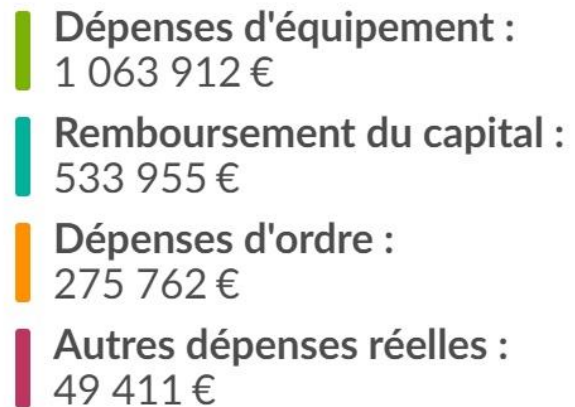 Dépenses d'équipement :
1 063 912 €
Remboursement du capital :
533 955 €
Dépenses d'ordre :
275 762 €
Autres dépenses réelles :
49 411 €